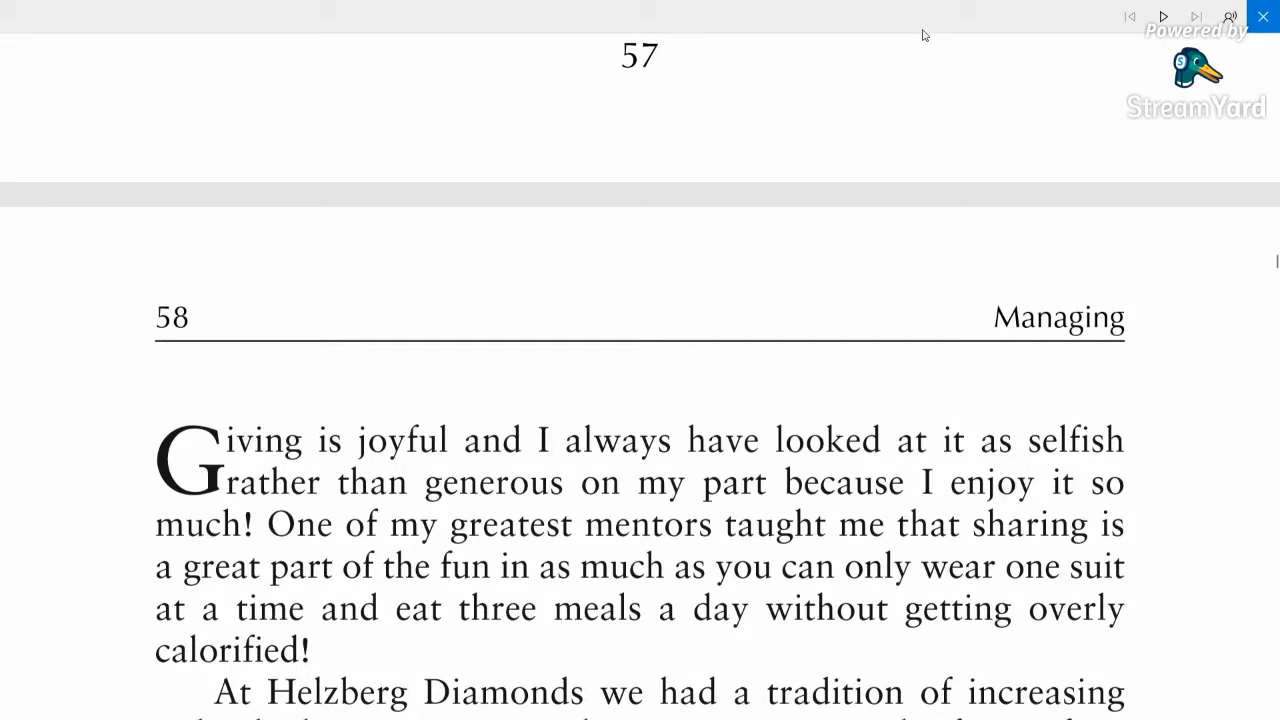 57
Powered by
StreamYard
58 Managing
Giving is joyful and I always have looked at it as selfish
rather than generous on my part because I enjoy it so
much! One of my greatest mentors taught me that sharing is
a great part of the fun in as much as you can only wear one suit
at a time and eat three meals a day without getting overly
calorified!
At Helzberg Diamonds we had a tradition of increasing